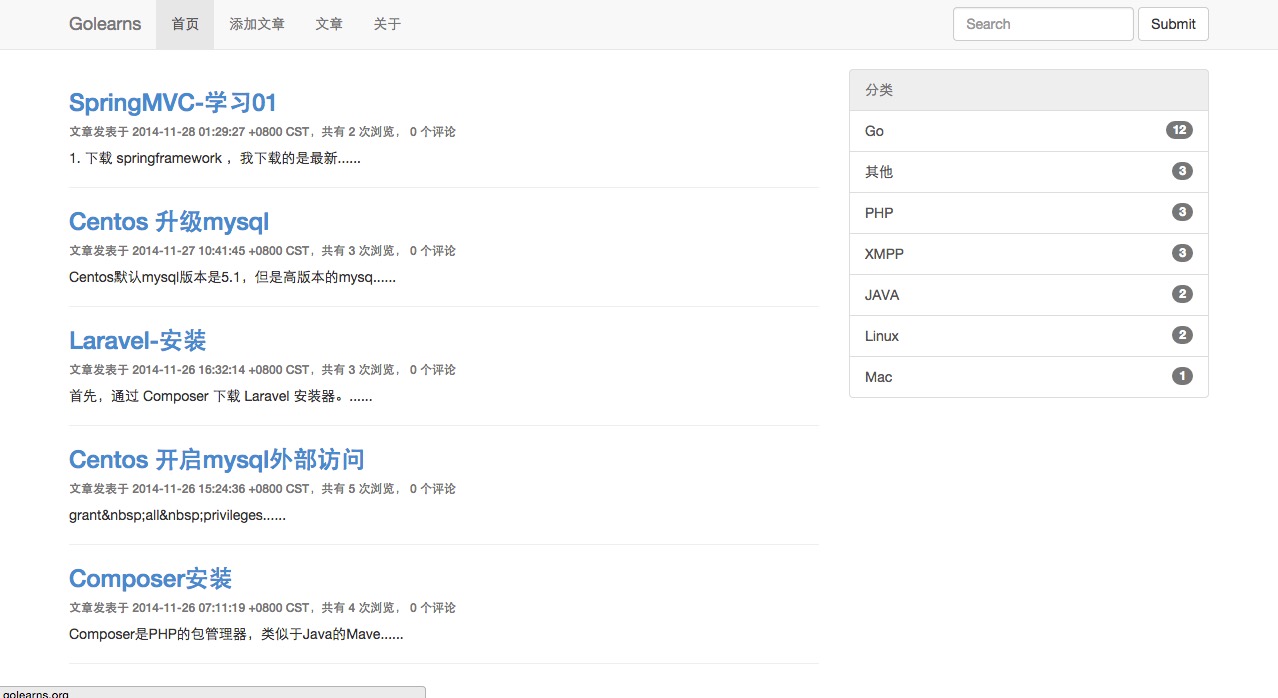 Golearns 首页 添加文章 文章 关于 Search Submit
SpringMVC-学习01
文章发表于 2014-11-28 01:29:27 +0800 CST，共有 2 次浏览， 0 个评论
1. 下载 springframework ，我下载的是最新......
Centos 升级mysql
文章发表于 2014-11-27 10:41:45 +0800 CST，共有 3 次浏览， 0 个评论
Centos默认mysql版本是5.1，但是高版本的mysq......
Laravel-安装
文章发表于 2014-11-26 16:32:14 +0800 CST，共有 3 次浏览， 0 个评论
首先，通过 Composer 下载 Laravel 安装器。......
Centos 开启mysql外部访问
文章发表于 2014-11-26 15:24:36 +0800 CST，共有 5 次浏览， 0 个评论
grant&nbsp;all&nbsp;privileges......
Composer安装
文章发表于 2014-11-26 07:11:19 +0800 CST，共有 4 次浏览， 0 个评论
Composer是PHP的包管理器，类似于Java的Mave......
分类
Go 12
其他 3
PHP 3
XMPP 3
JAVA 2
Linux 2
Mac 1
golearns.org